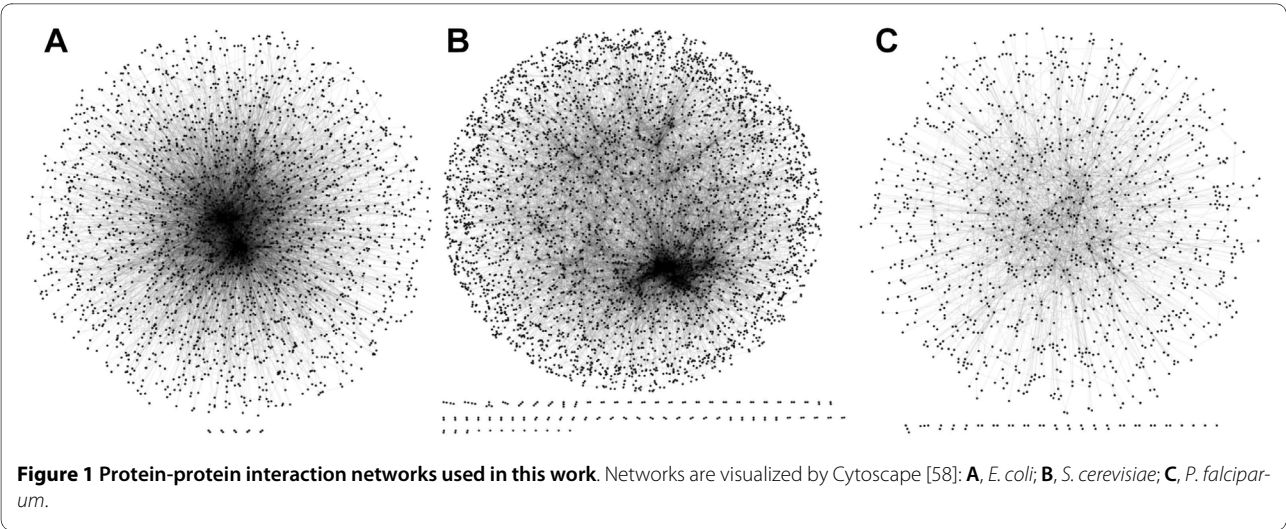 A B C
Figure 1 Protein-protein interaction networks used in this work. Networks are visualized by Cytoscape [58]: A, E. coli; B, S. cerevisiae; C, P. falcipar-
um.